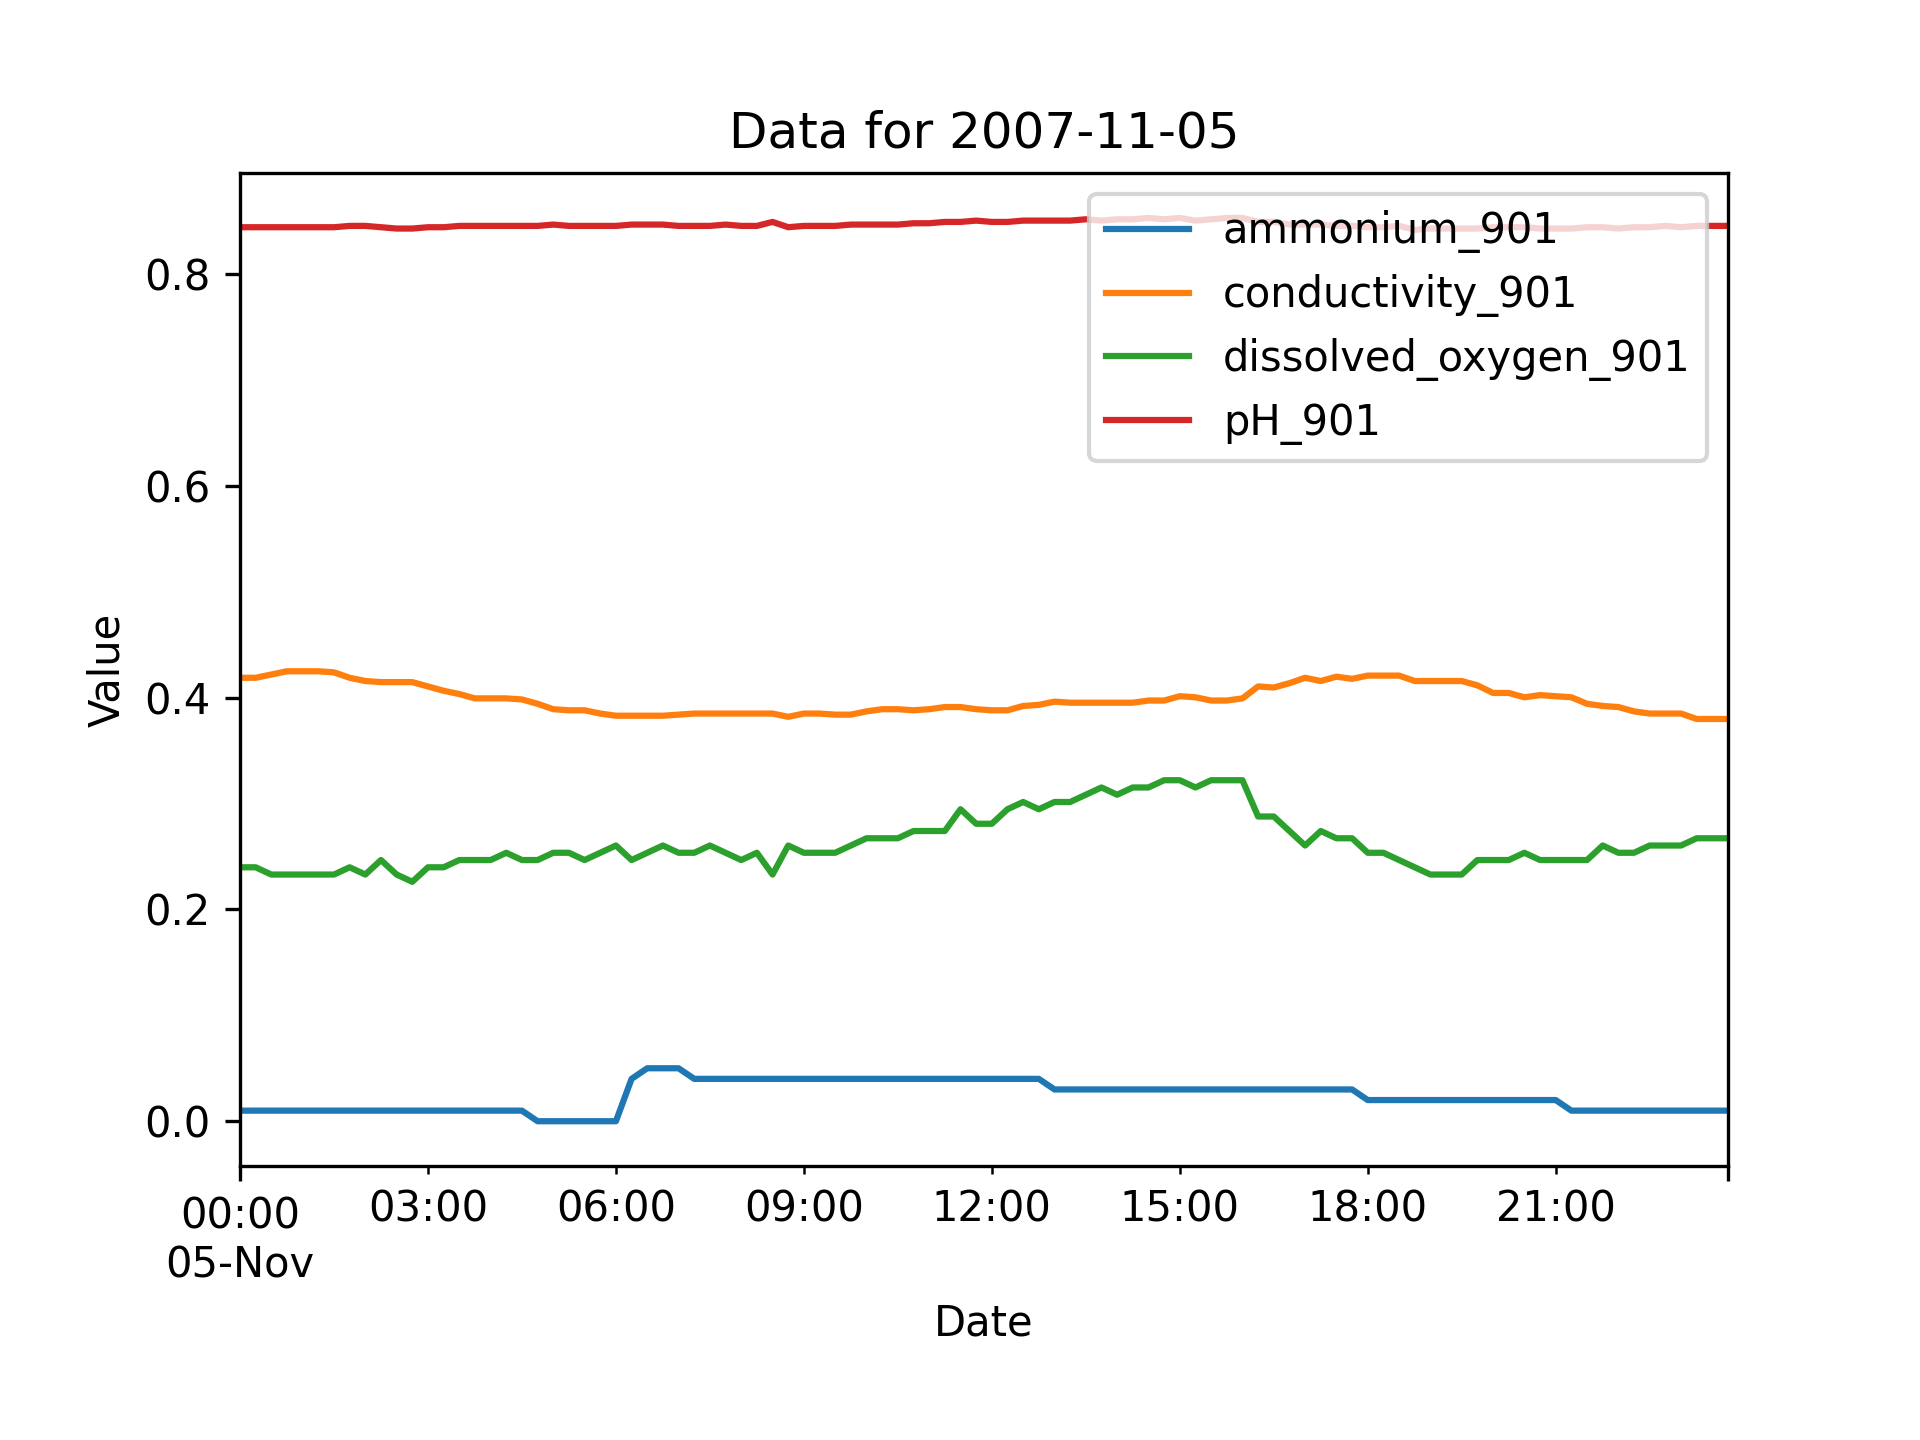 Data for 2007-11-05
ammonium_901
conductivity_901
dissolved_oxygen_901
pH_901
Value
0.8
0.6
0.4
0.2
0.0
00:00 03:00 06:00 09:00 12:00 15:00 18:00 21:00
05-Nov
Date